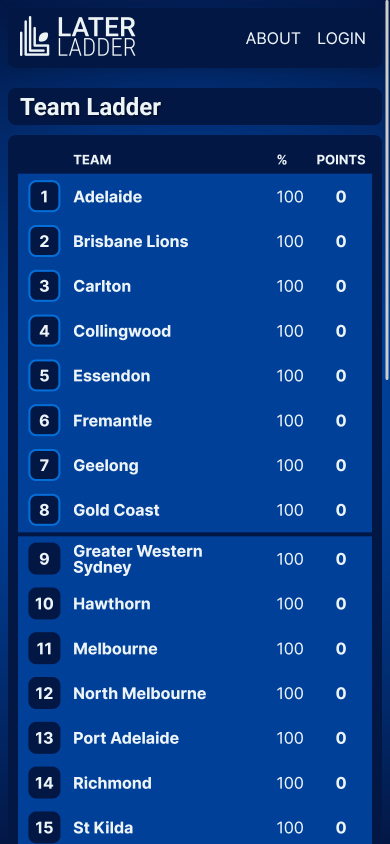 LATER
LADDER
ABOUT LOGIN
Team Ladder
TEAM % POINTS
1 Adelaide 100 0
2 Brisbane Lions 100 0
3 Carlton 100 0
4 Collingwood 100 0
5 Essendon 100 0
6 Fremantle 100 0
7 Geelong 100 0
8 Gold Coast 100 0
9 Greater Western
Sydney 100 0
10 Hawthorn 100 0
11 Melbourne 100 0
12 North Melbourne 100 0
13 Port Adelaide 100 0
14 Richmond 100 0
15 St Kilda 100 0